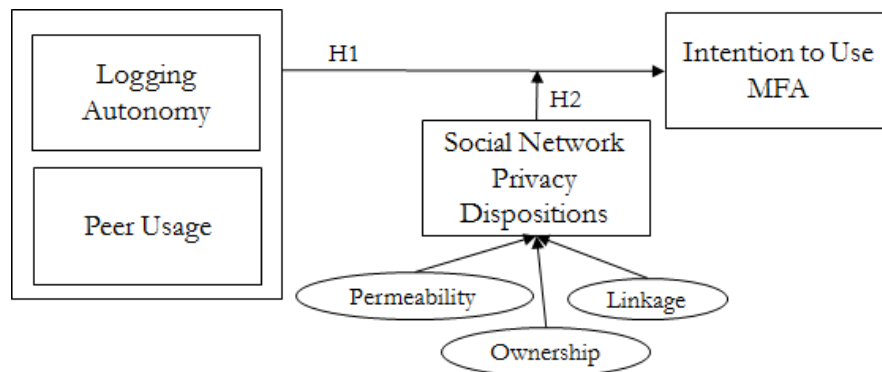 Logging
Autonomy
Peer Usage
H1
H2
Intention to Use
MFA
Social Network
Privacy
Dispositions
Permeability
Linkage
Ownership